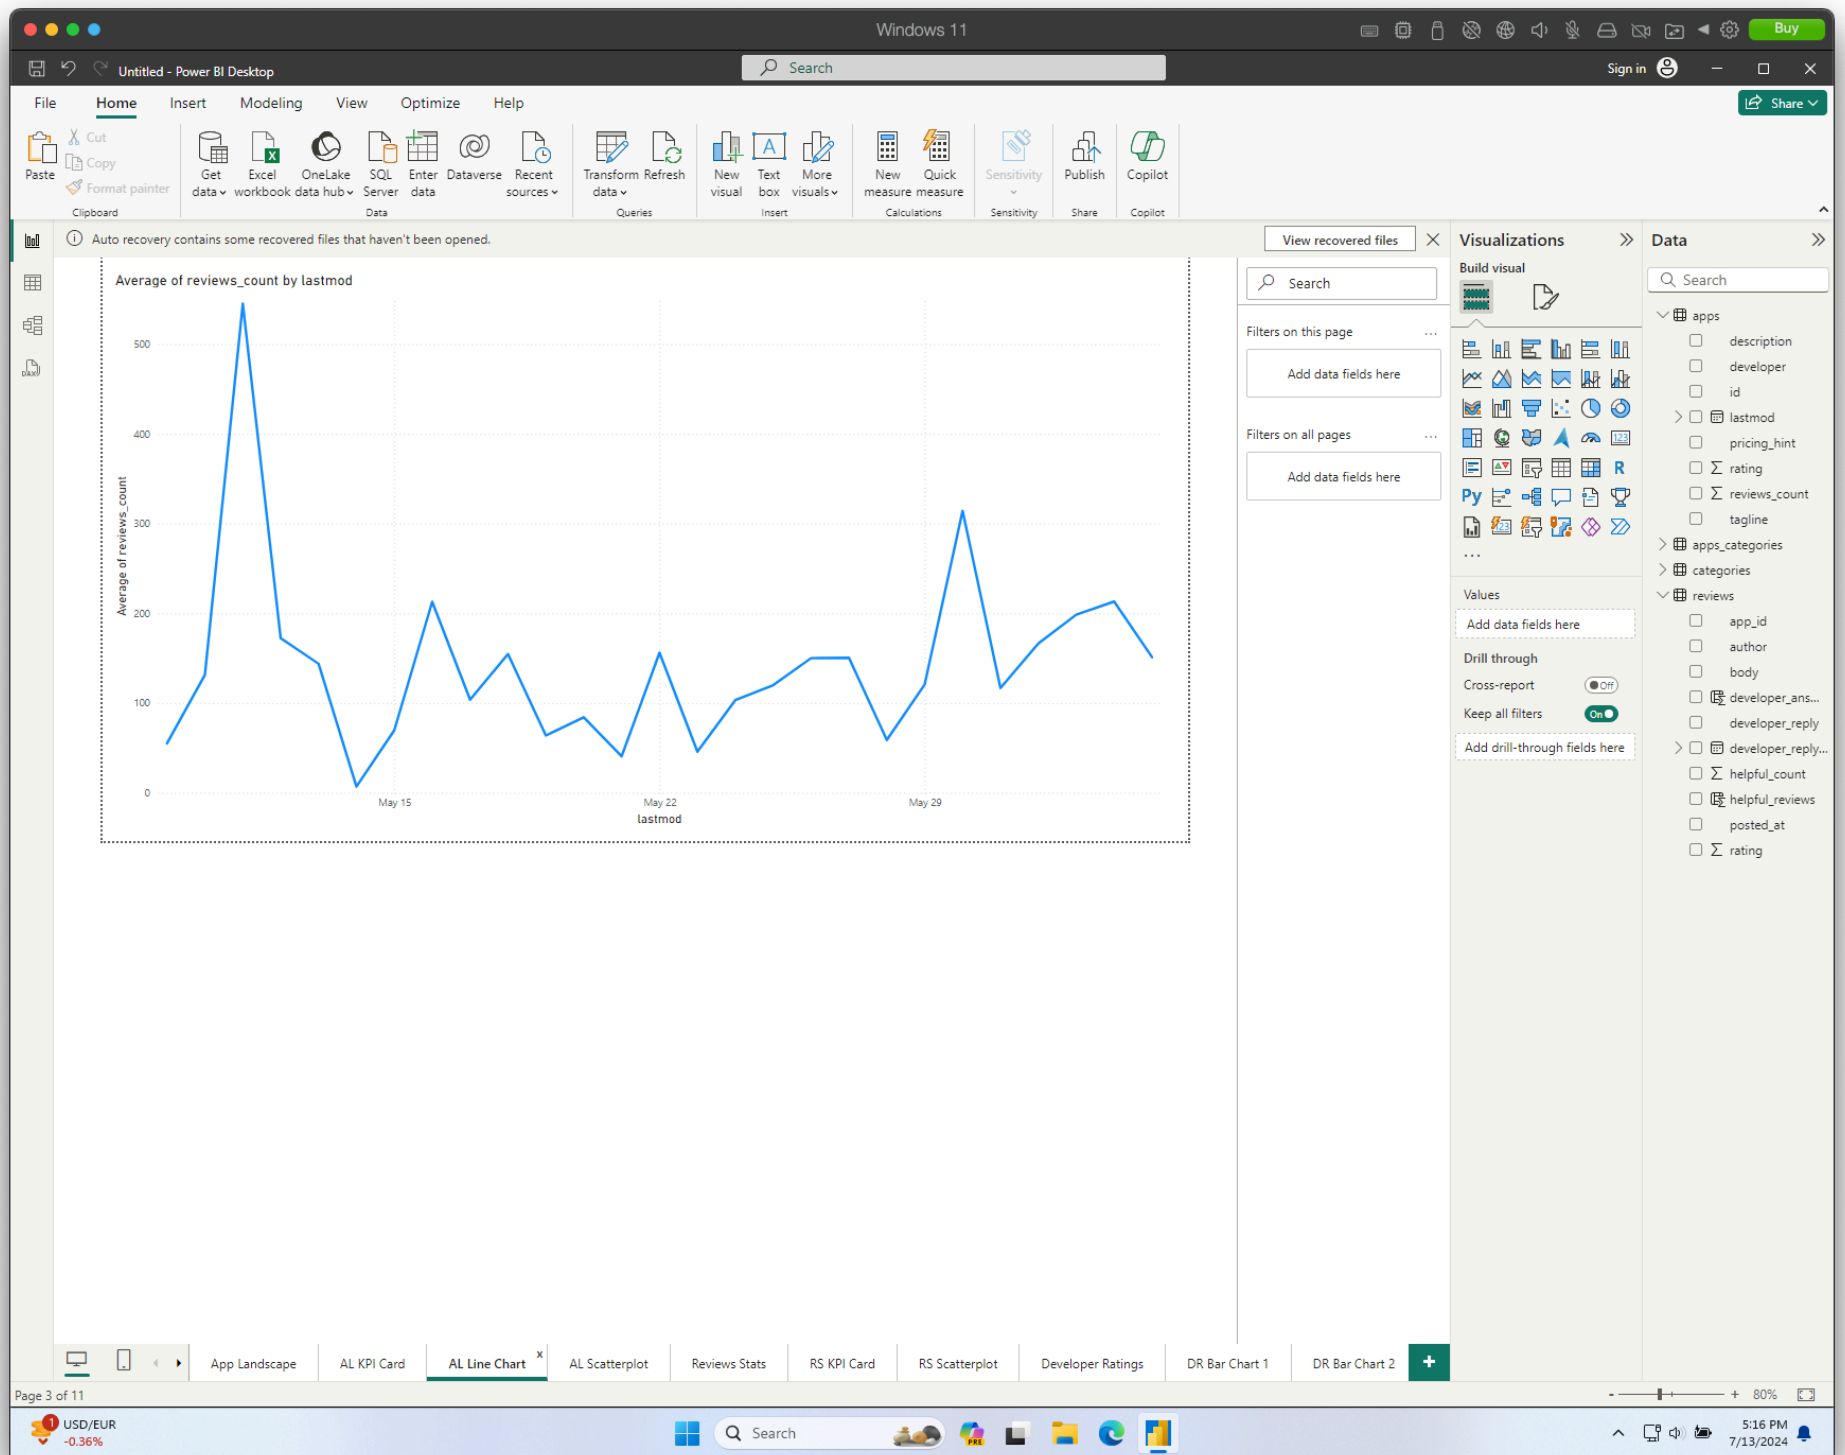 Windows 11
Buy
Untitled - Power BI Desktop
Search
Sign in
File
Home
Insert
Modeling
View
Optimize
Help
Share
Paste
Cut
Copy
Format painter
Clipboard
Get data
Excel workbook
OneLake data hub
SQL Server
Enter data
Dataverse
Recent sources
Data
Transform data
Refresh
Queries
New visual
Text box
More visuals
Insert
New measure
Quick measure
Calculations
Sensitivity
Sensitivity
Publish
Share
Copilot
Copilot
Auto recovery contains some recovered files that haven't been opened.
View recovered files
Average of reviews_count by lastmod
Average of reviews_count
500
400
300
200
100
0
May 15
May 22
May 29
lastmod
Search
Filters on this page
...
Add data fields here
Filters on all pages
...
Add data fields here
Visualizations
Build visual
123
R
Py
123
...
Values
Add data fields here
Drill through
Cross-report
Off
Keep all filters
On
Add drill-through fields here
Data
Search
apps
description
developer
id
lastmod
pricing_hint
rating
reviews_count
tagline
apps_categories
categories
reviews
app_id
author
body
developer_ans...
developer_reply
developer_reply...
helpful_count
helpful_reviews
posted_at
rating
App Landscape
AL KPI Card
AL Line Chart
x
AL Scatterplot
Reviews Stats
RS KPI Card
RS Scatterplot
Developer Ratings
DR Bar Chart 1
DR Bar Chart 2
+
Page 3 of 11
- + 80%
1
USD/EUR
-0.36%
Search
PRE
5:16 PM
7/13/2024